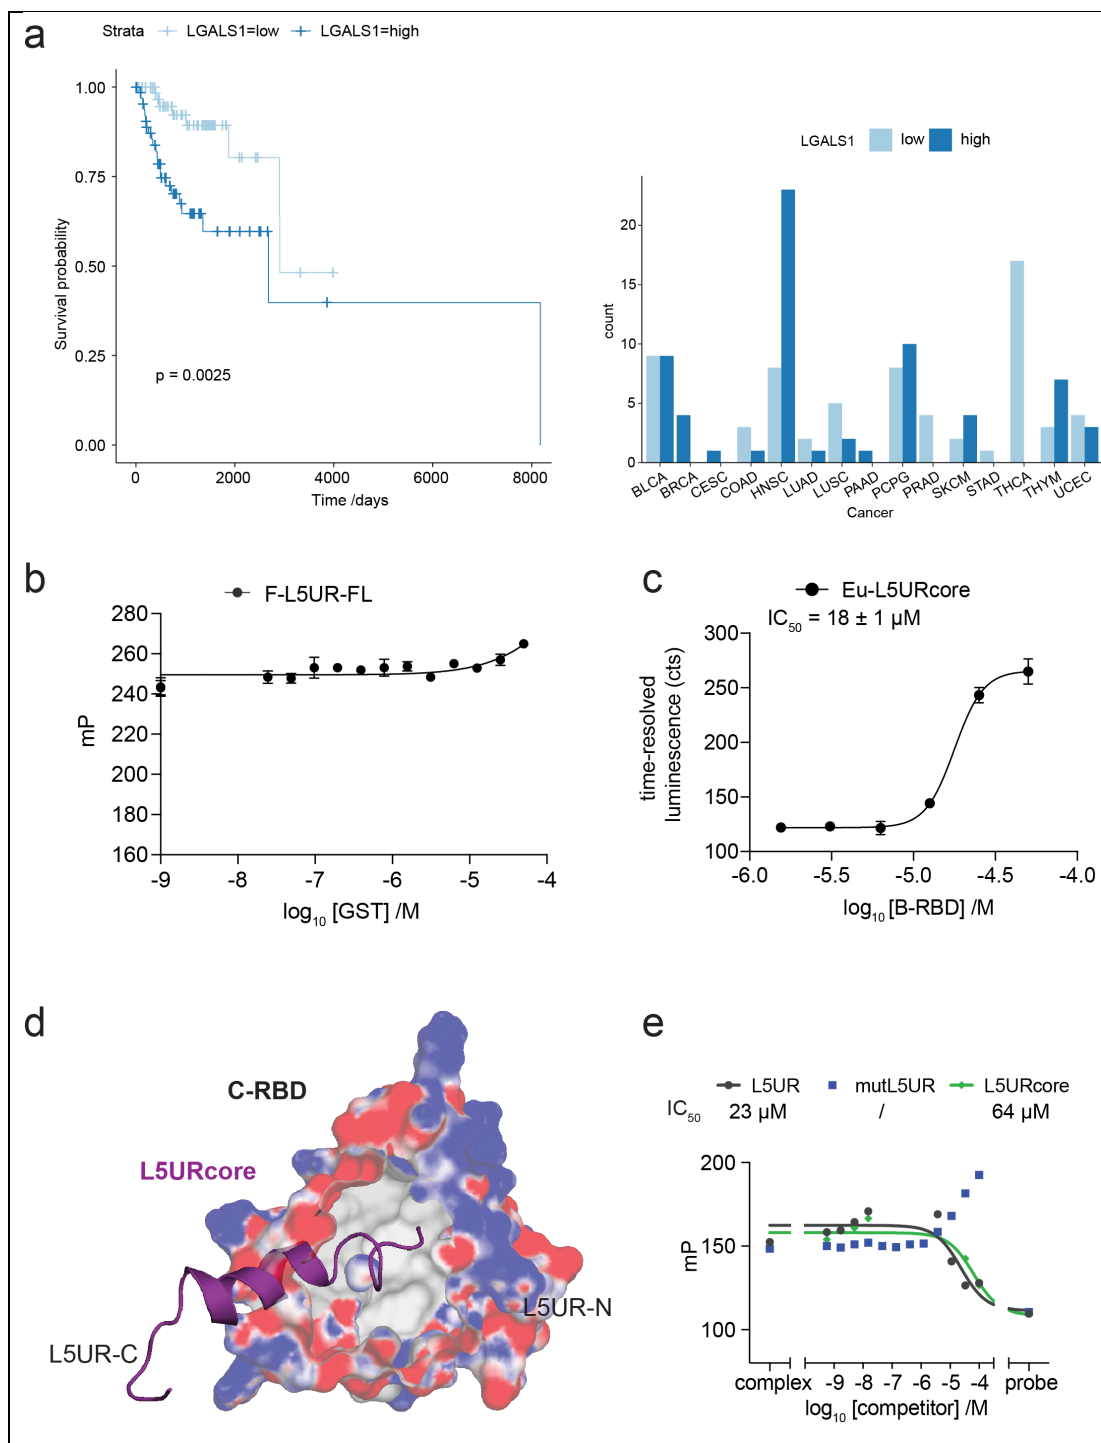 a
Strata LGALS1=low LGALS1=high
1.00
0.75
0.50
0.25
0.00
Survival probability
p = 0.0025
0 2000 4000 6000 8000
Time /days
LGALS1 low high
20
15
10
5
0
count
BLCA BRCA CESC COAD HNSC LUAD LUSC PAAD PCPG PRAD SKCM STAD THCA THYM UCEC
Cancer
b
F-L5UR-FL
280
260
240
220
200
180
160
mP
-9 -8 -7 -6 -5 -4
log10 [GST] /M
c
Eu-L5URcore
IC50 = 18 ± 1 µM
300
250
200
150
100
time-resolved
luminescence (cts)
-6.0 -5.5 -5.0 -4.5 -4.0
log10 [B-RBD] /M
d
C-RBD
L5URcore
L5UR-N
L5UR-C
e
L5UR mutL5UR L5URcore
IC50 23 µM / 64 µM
200
150
100
mP
complex -9 -8 -7 -6 -5 -4 probe
log10 [competitor] /M